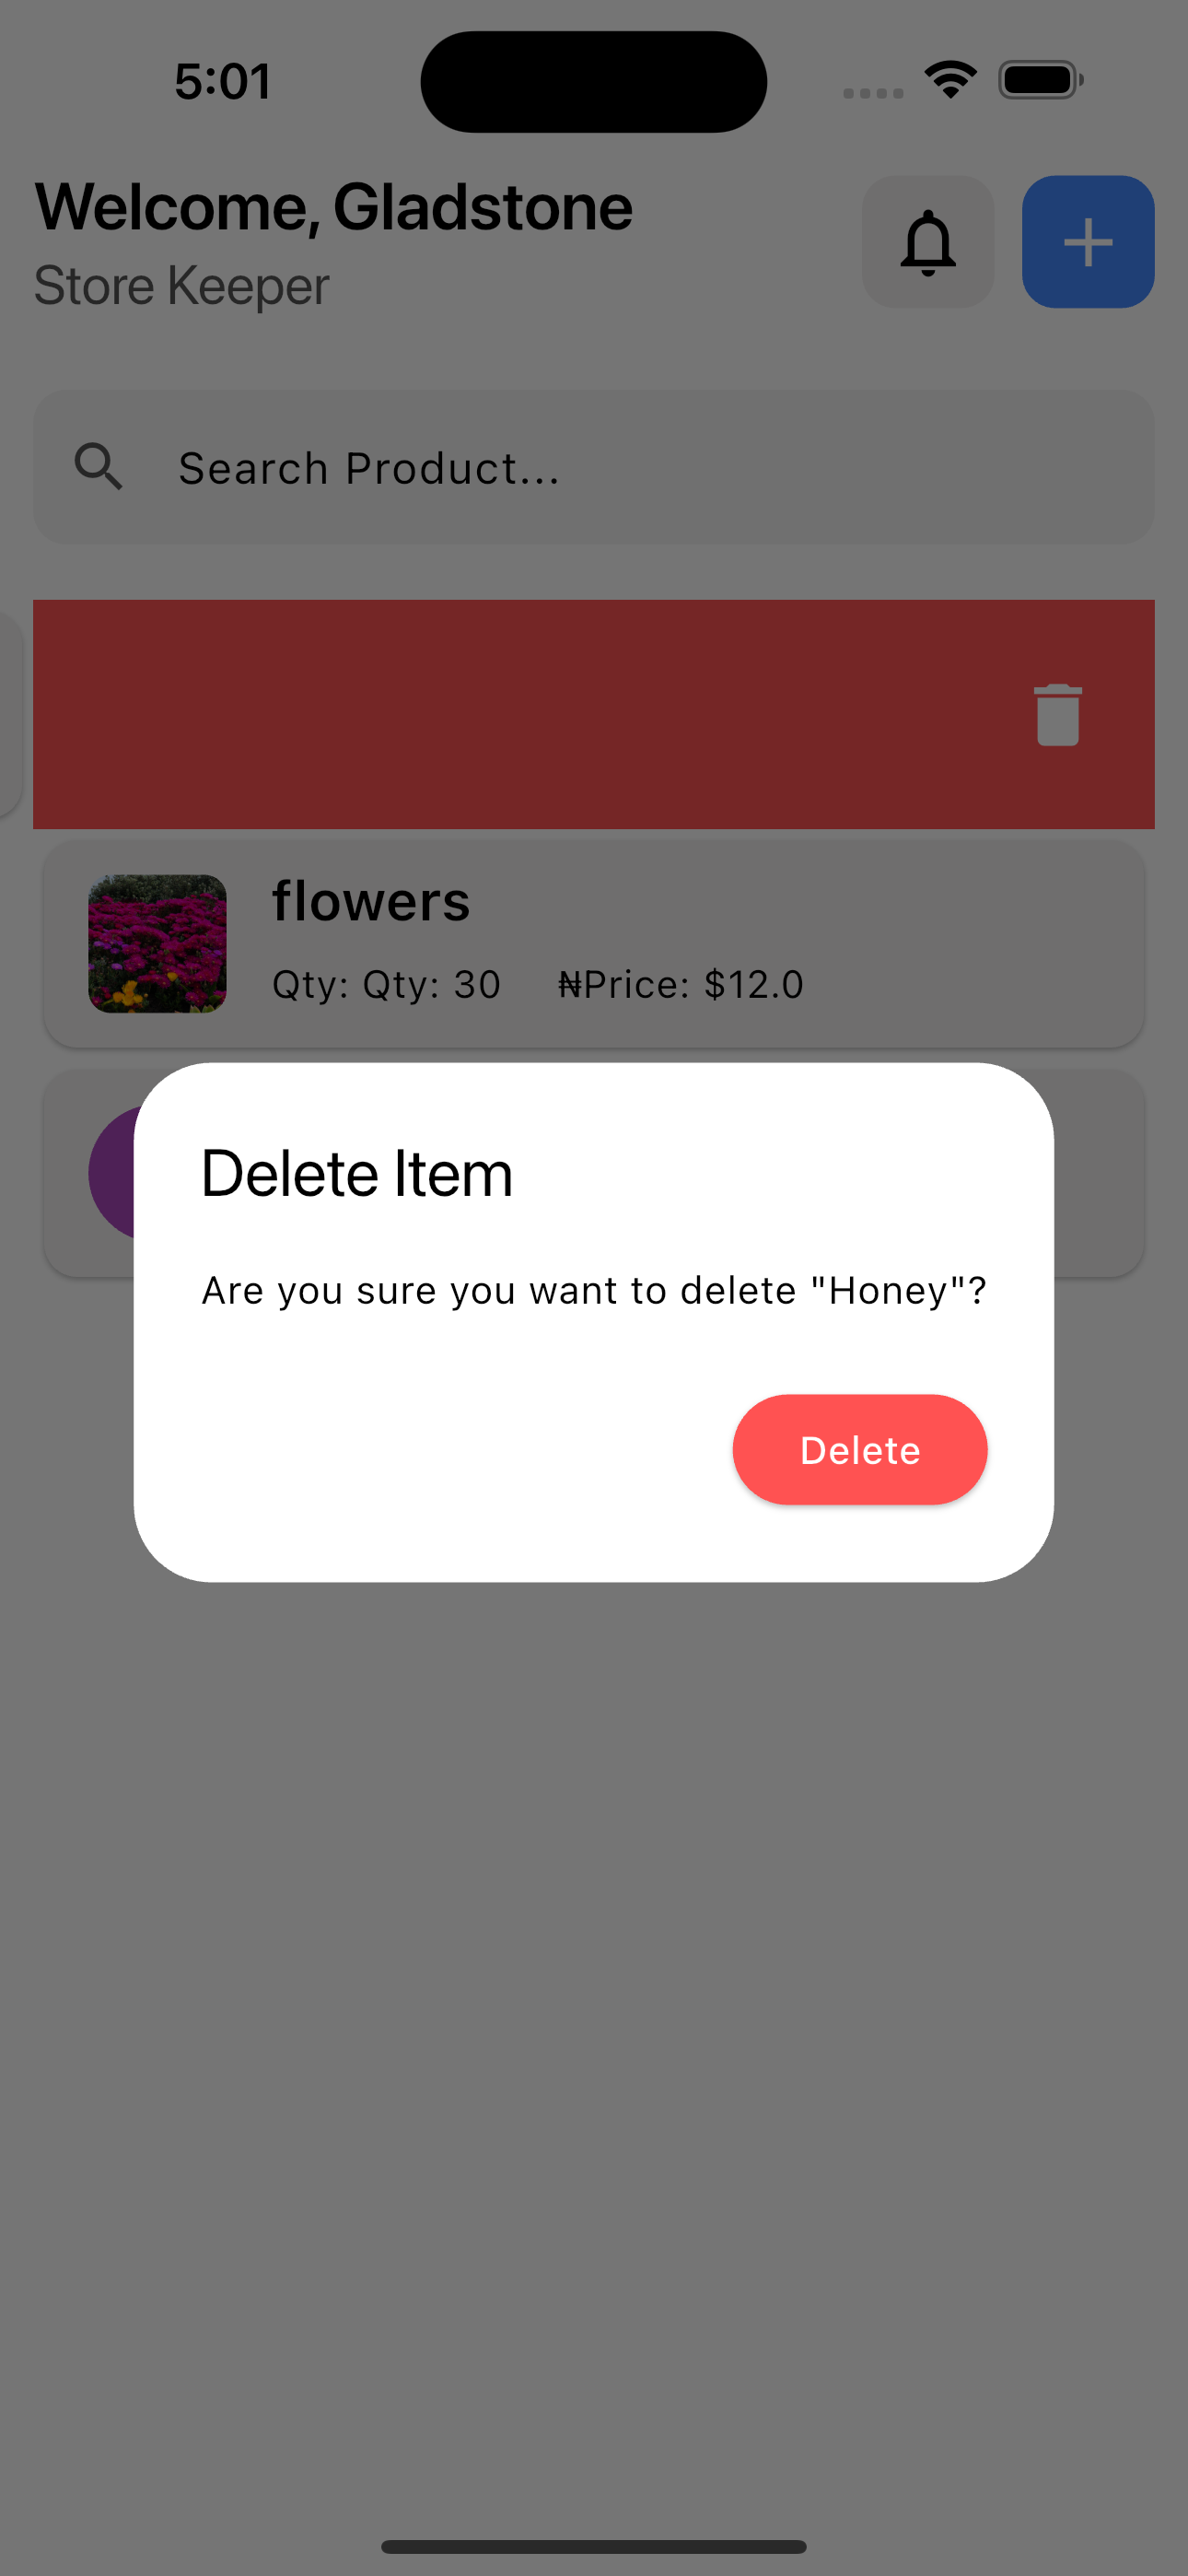 5:01
Welcome, Gladstone
Store Keeper
Search Product...
flowers
Qty: Qty: 30 ₦Price: $12.0
Delete Item
Are you sure you want to delete "Honey"?
Delete